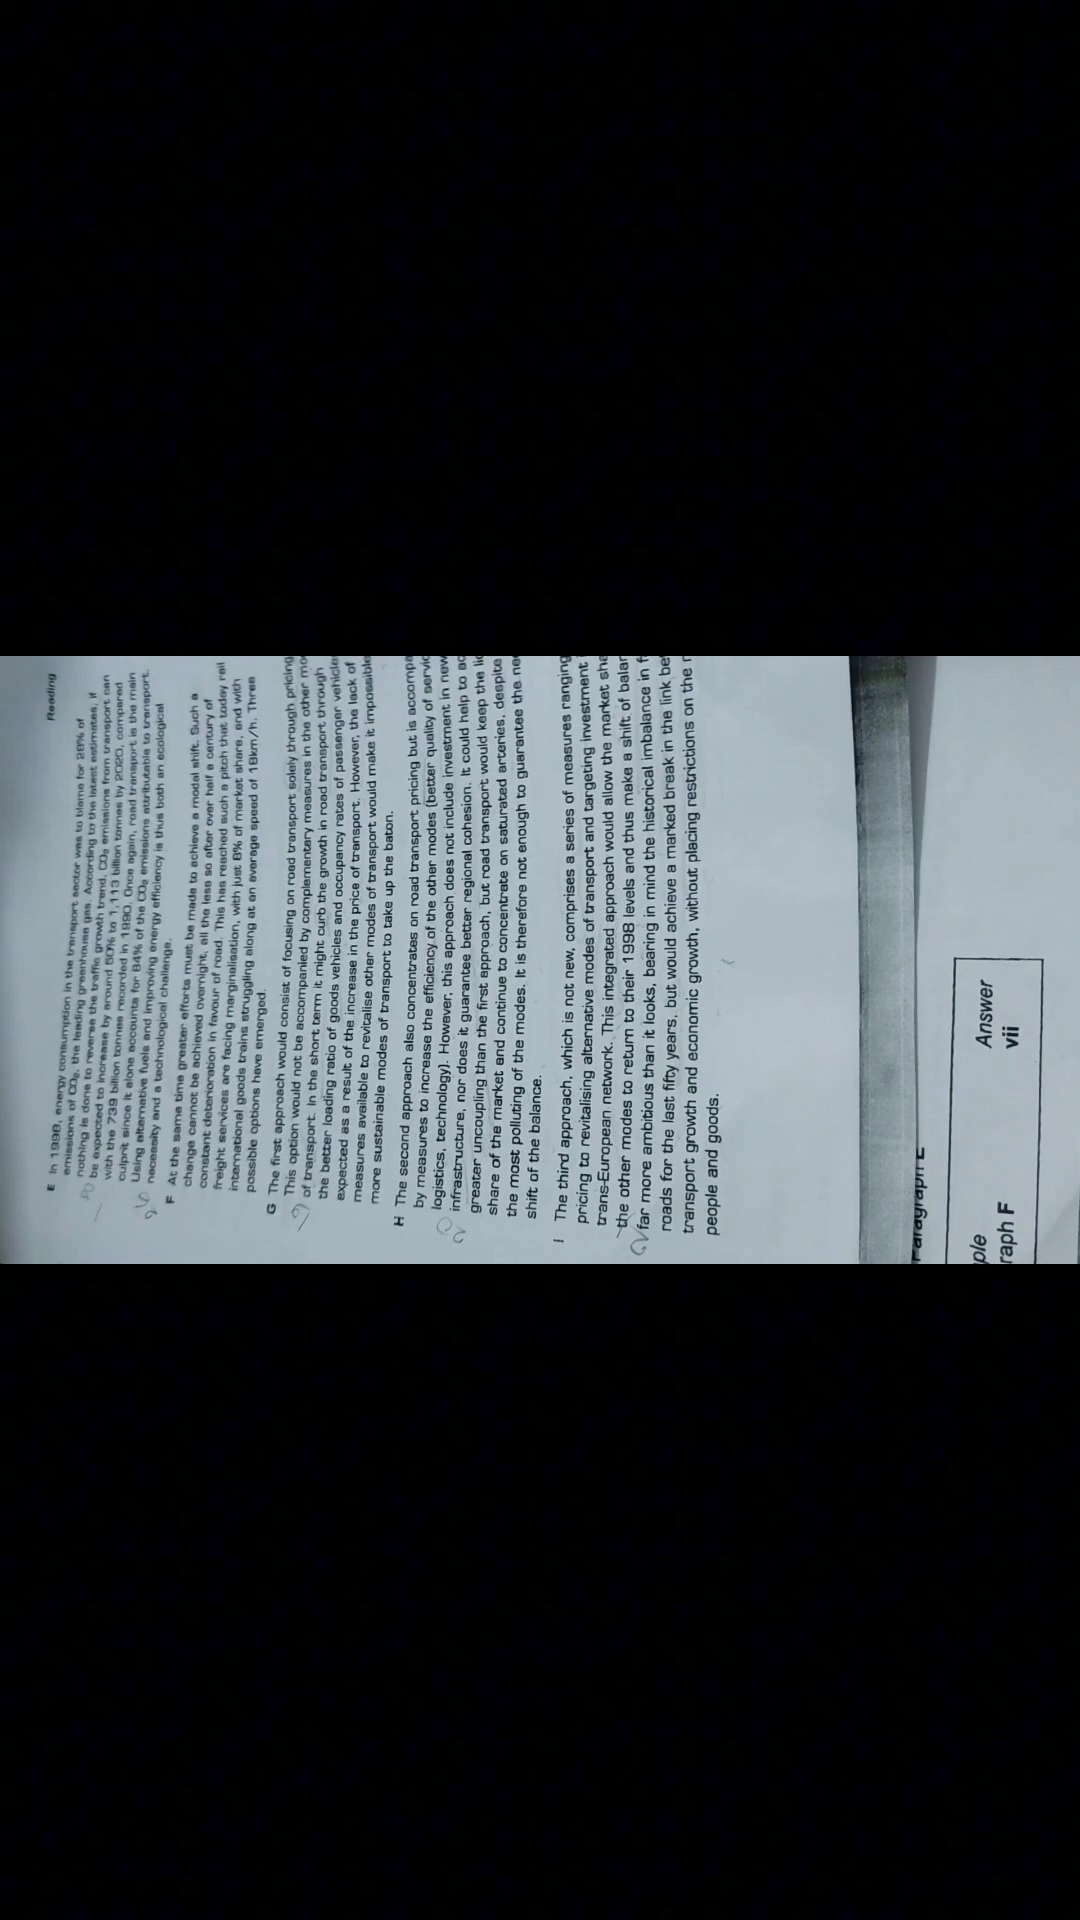 Reading
E In 1998, energy consumption in the transport sector was to blame for 28% of
emissions of CO₂, the leading greenhouse gas. According to the latest estimates, if
nothing is done to reverse the traffic growth trend, CO₂ emissions from transport can
be expected to increase by around 50% to 1,113 billion tonnes by 2020, compared
with the 739 billion tonnes recorded in 1990. Once again, road transport is the main
culprit since it alone accounts for 84% of the CO₂ emissions attributable to transport.
Using alternative fuels and improving energy efficiency is thus both an ecological
necessity and a technological challenge.
F At the same time greater efforts must be made to achieve a modal shift. Such a
change cannot be achieved overnight, all the less so after over half a century of
constant deterioration in favour of road. This has reached such a pitch that today rail
freight services are facing marginalisation, with just 8% of market share, and with
international goods trains struggling along at an average speed of 18km/h. Three
possible options have emerged.
G The first approach would consist of focusing on road transport solely through pricing
This option would not be accompanied by complementary measures in the other
of transport. In the short term it might curb the growth in road transport through
the better loading ratio of goods vehicles and occupancy rates of passenger
expected as a result of the increase in the price of transport. However, the lack of
measures available to revitalise other modes of transport would make it impossible
more sustainable modes of transport to take up the baton.
H The second approach also concentrates on road transport pricing but is
by measures to increase the efficiency of the other modes (better quality of
logistics, technology). However, this approach does not include investment in new
infrastructure, nor does it guarantee better regional cohesion. It could help to
greater uncoupling than the first approach, but road transport would keep the
share of the market and continue to concentrate on saturated arteries, despite
the most polluting of the modes. It is therefore not enough to guarantee the
shift of the balance.
I The third approach, which is not new, comprises a series of measures ranging
pricing to revitalising alternative modes of transport and targeting investment
trans-European network. This integrated approach would allow the market
the other modes to return to their 1998 levels and thus make a shift of
far more ambitious than it looks, bearing in mind the historical imbalance in
roads for the last fifty years, but would achieve a marked break in the link
transport growth and economic growth, without placing restrictions on the
people and goods.
Paragraph E
Answer
raph F vii